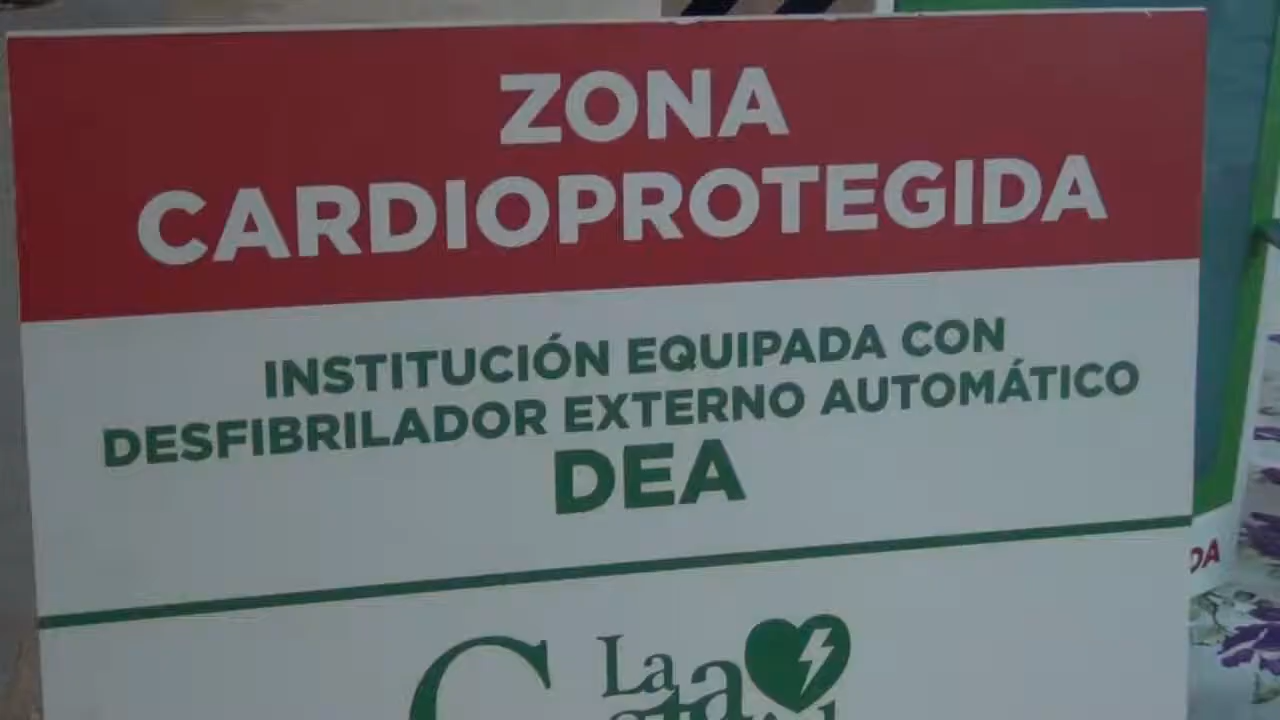 ZONA
CARDIOPROTEGIDA
INSTITUCIÓN EQUIPADA CON
DESFIBRILADOR EXTERNO AUTOMÁTICO
DEA
La